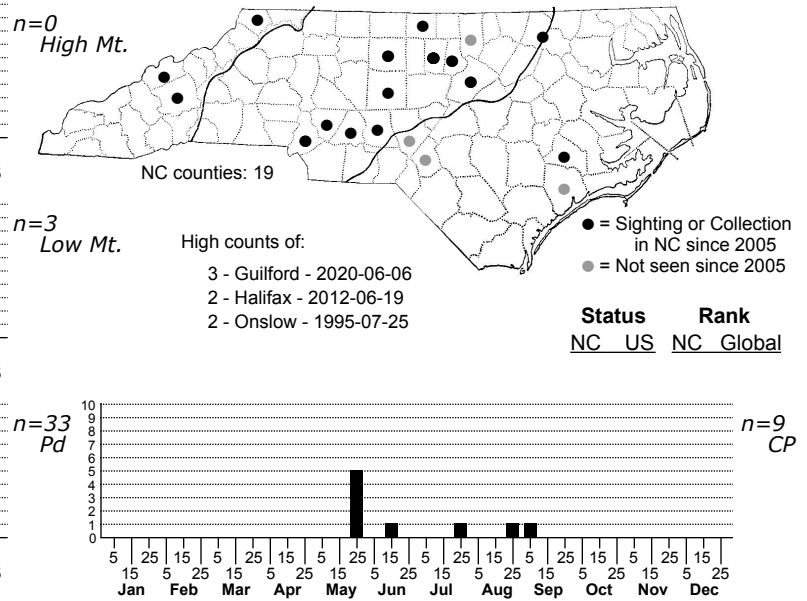 n=0
High Mt.
NC counties: 19
n=3
Low Mt.
High counts of:
3 - Guilford - 2020-06-06
2 - Halifax - 2012-06-19
2 - Onslow - 1995-07-25
= Sighting or Collection
in NC since 2005
= Not seen since 2005
Status Rank
NC US NC Global
n=33
Pd
n=9
CP
10
9
8
7
6
5
4
3
2
1
0
5 25 15 5 25 15 5 25 15 5 25 15 5 25 15 5 25 15
15 5 25 15 5 25 15 5 25 15 5 25 15 5 25 15 5 25
Jan Feb Mar Apr May Jun Jul Aug Sep Oct Nov Dec